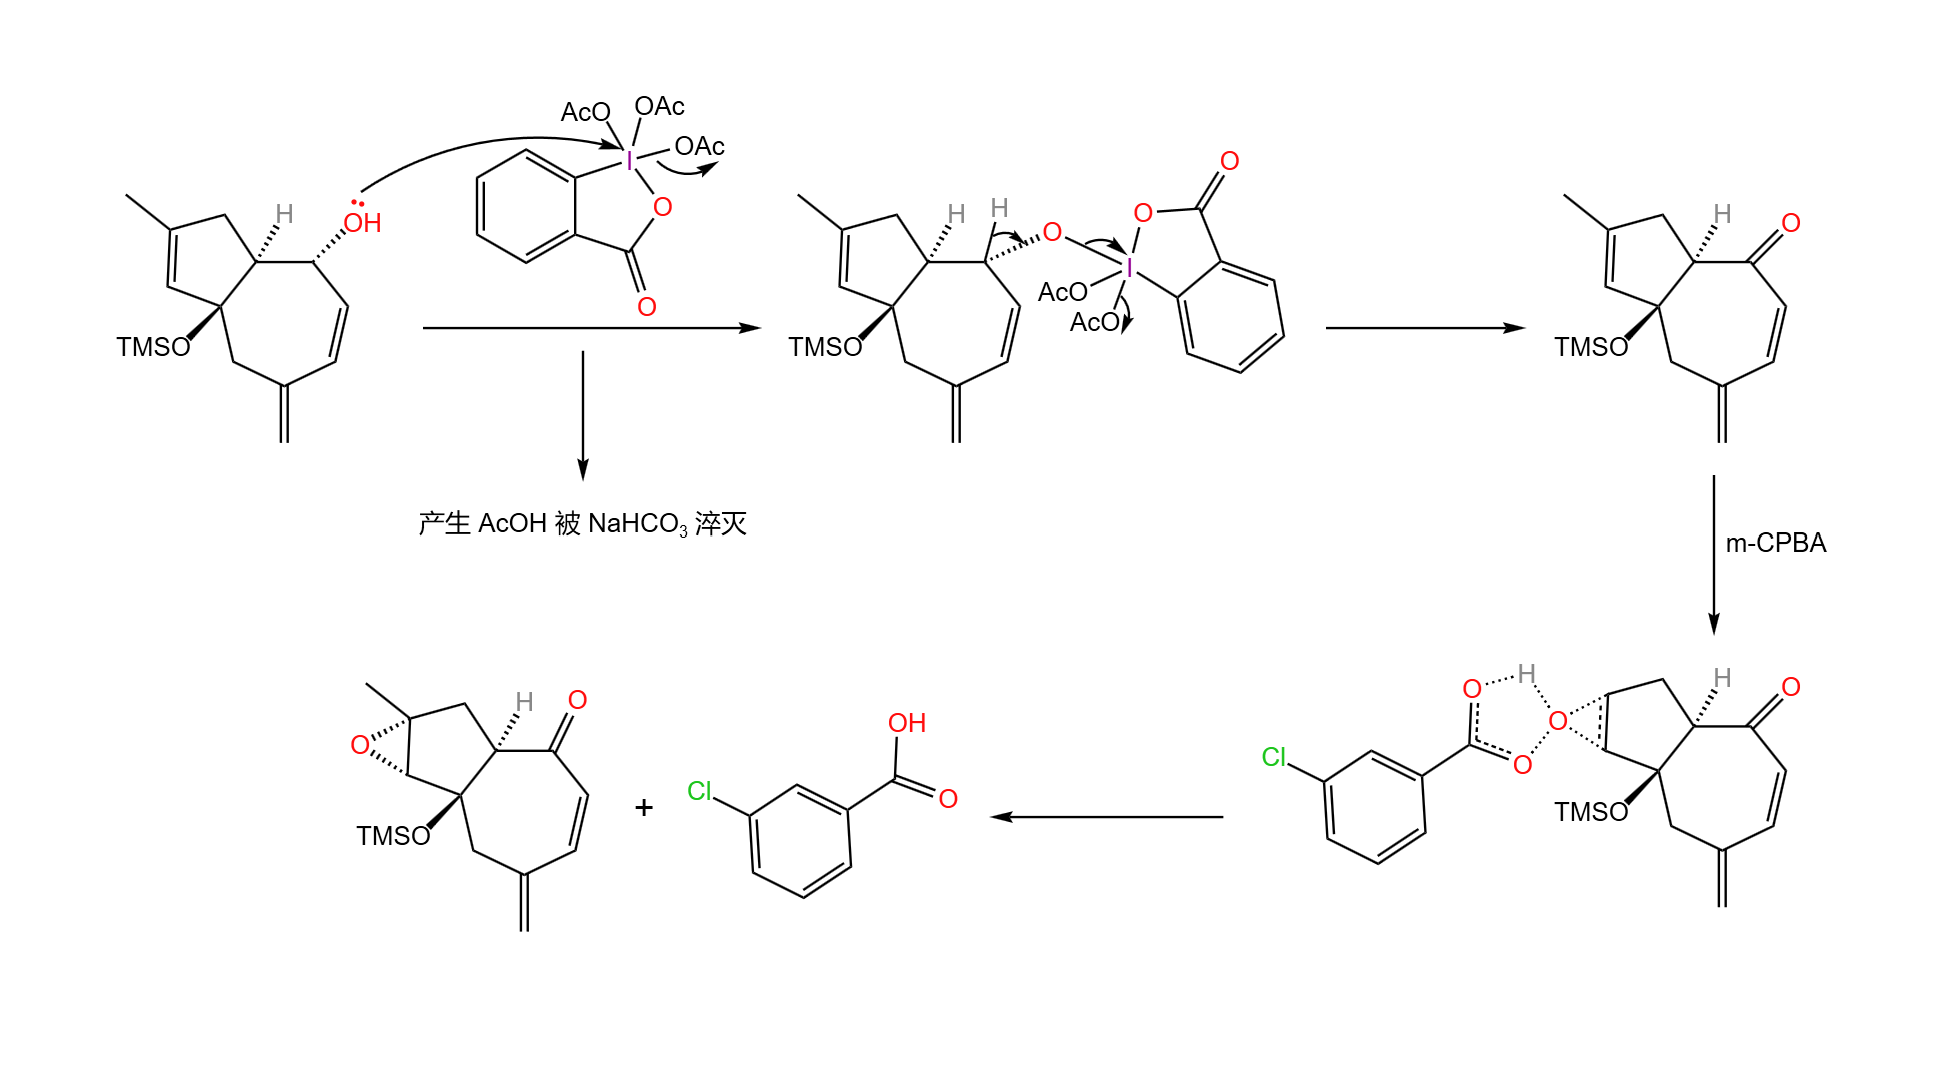 AcO
OAc
OAc
I
O
O
H
OH
TMSO
产生 AcOH 被 NaHCO3 淬灭
H
H
O
O
O
I
AcO
AcO
TMSO
H
O
TMSO
m-CPBA
O
H
O
O
Cl
H
O
TMSO
H
O
O
TMSO
+
OH
O
Cl